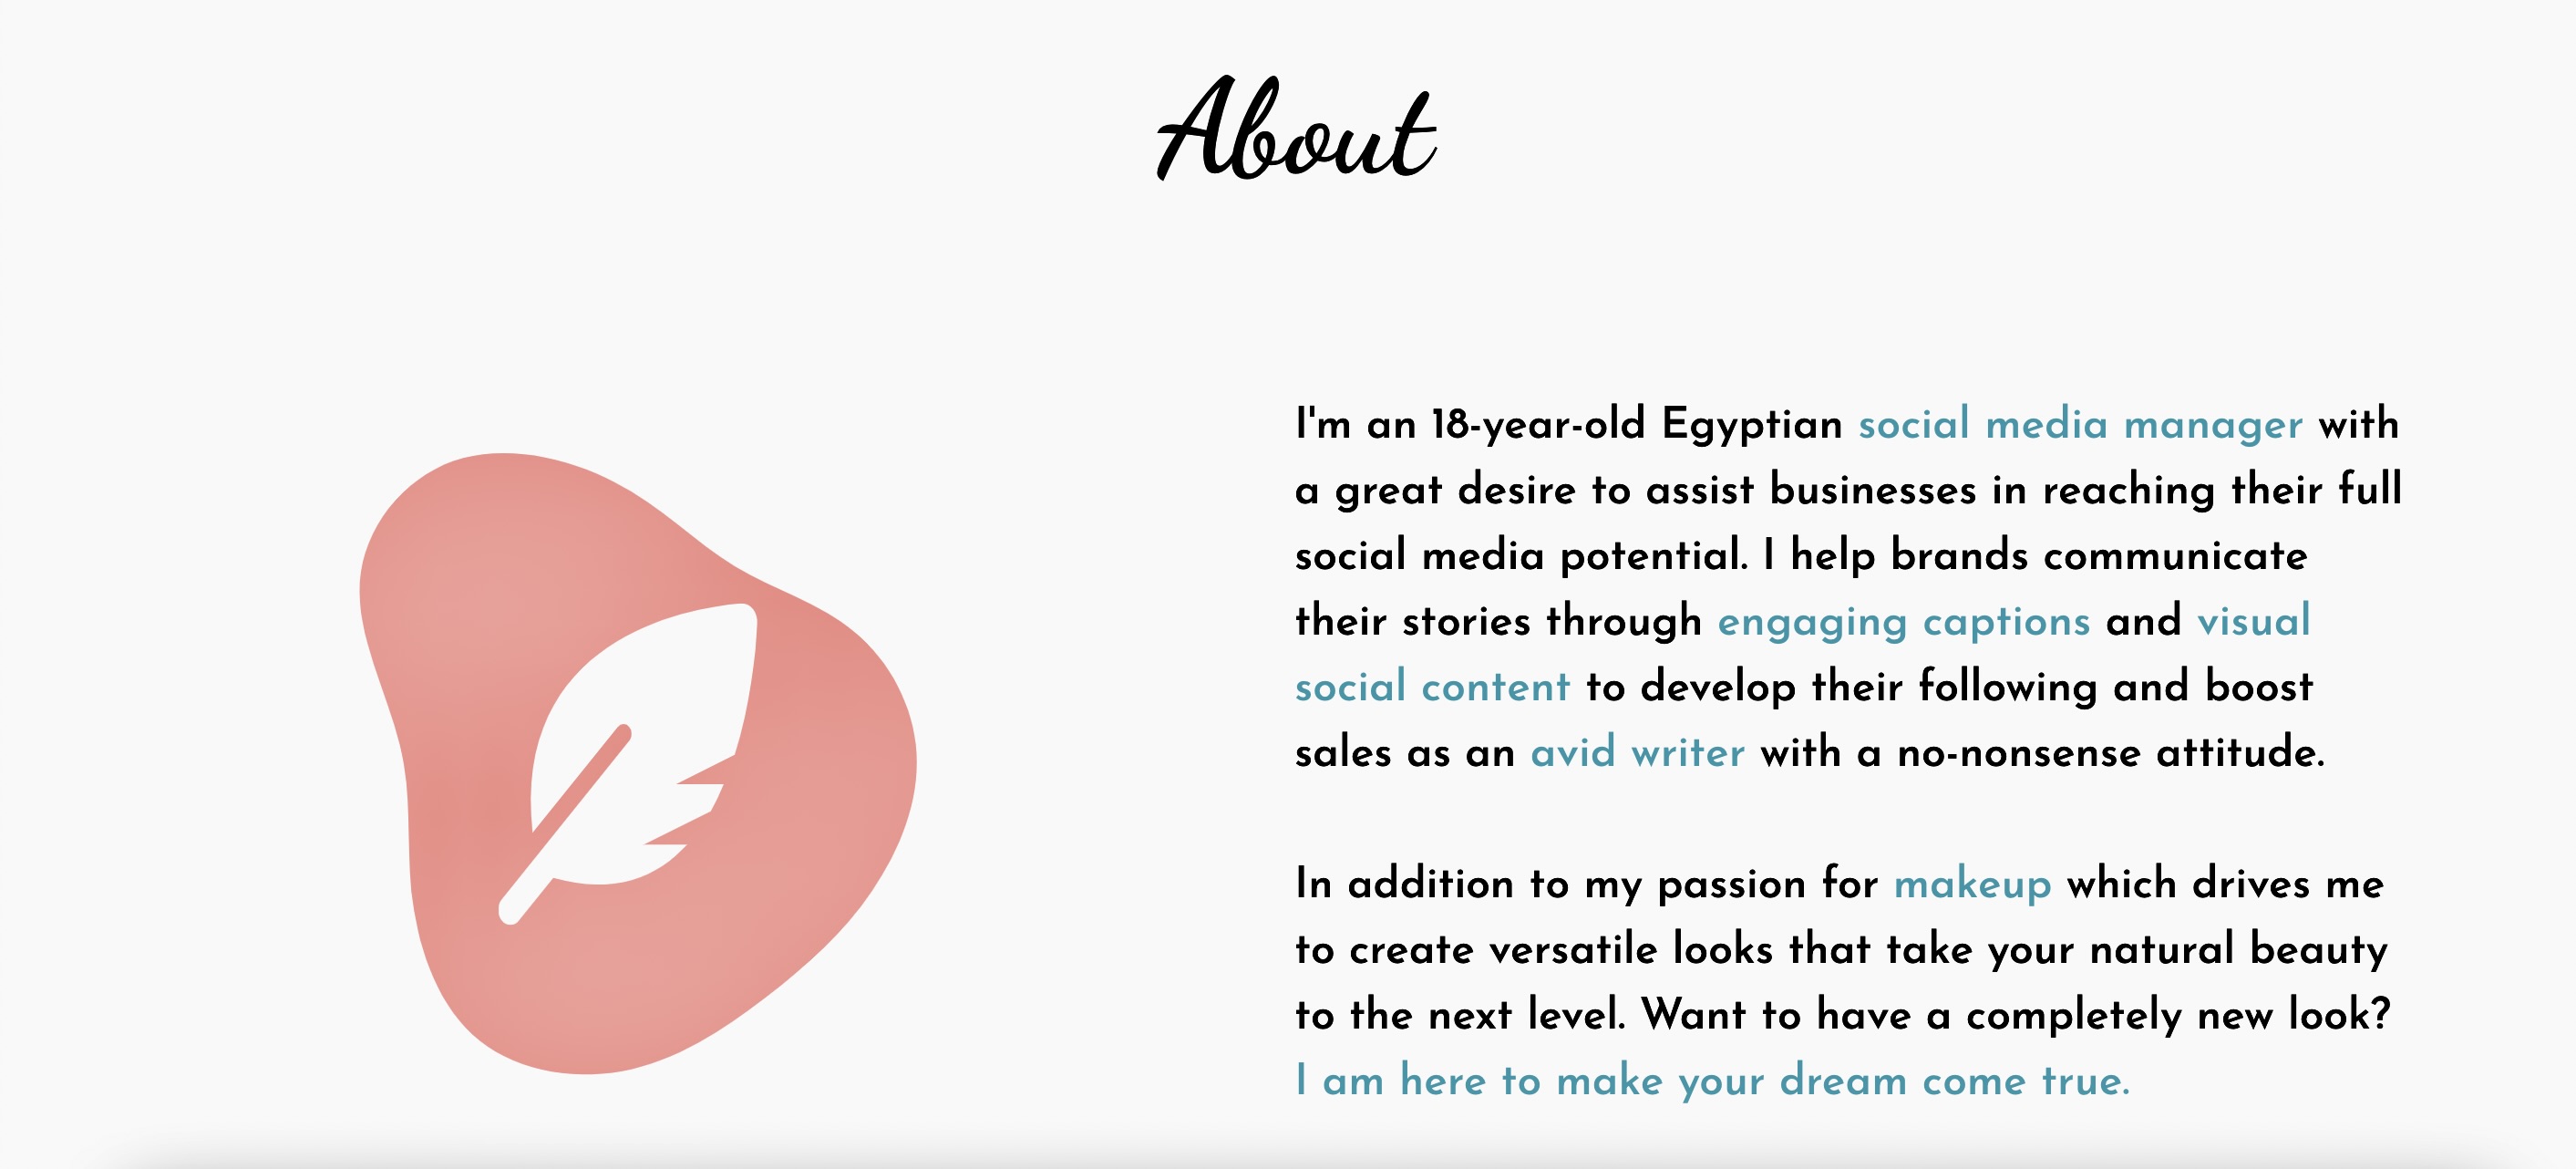 About
I'm an 18-year-old Egyptian social media manager with
a great desire to assist businesses in reaching their full
social media potential. I help brands communicate
their stories through engaging captions and visual
social content to develop their following and boost
sales as an avid writer with a no-nonsense attitude.
In addition to my passion for makeup which drives me
to create versatile looks that take your natural beauty
to the next level. Want to have a completely new look?
I am here to make your dream come true.